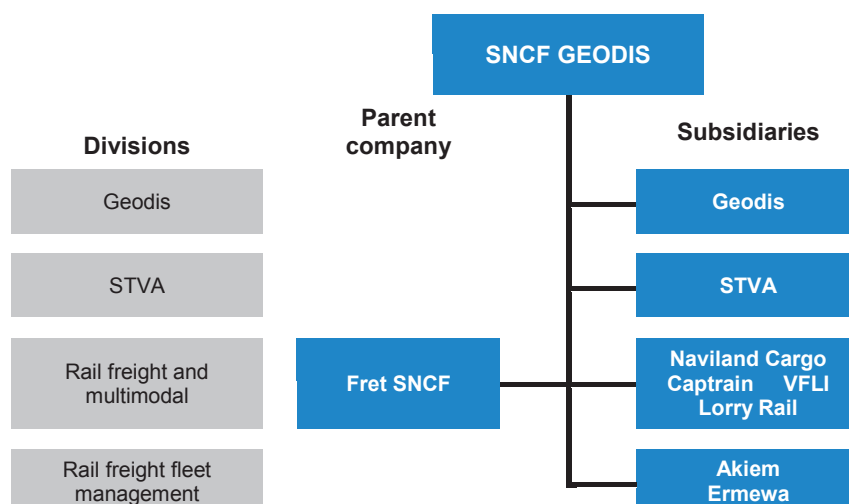 SNCF GEODIS
Divisions
Parent
company
Subsidiaries
Geodis
Geodis
STVA
STVA
Rail freight and
multimodal
Fret SNCF
Naviland Cargo
Captrain VFLI
Lorry Rail
Rail freight fleet
management
Akiem
Ermewa